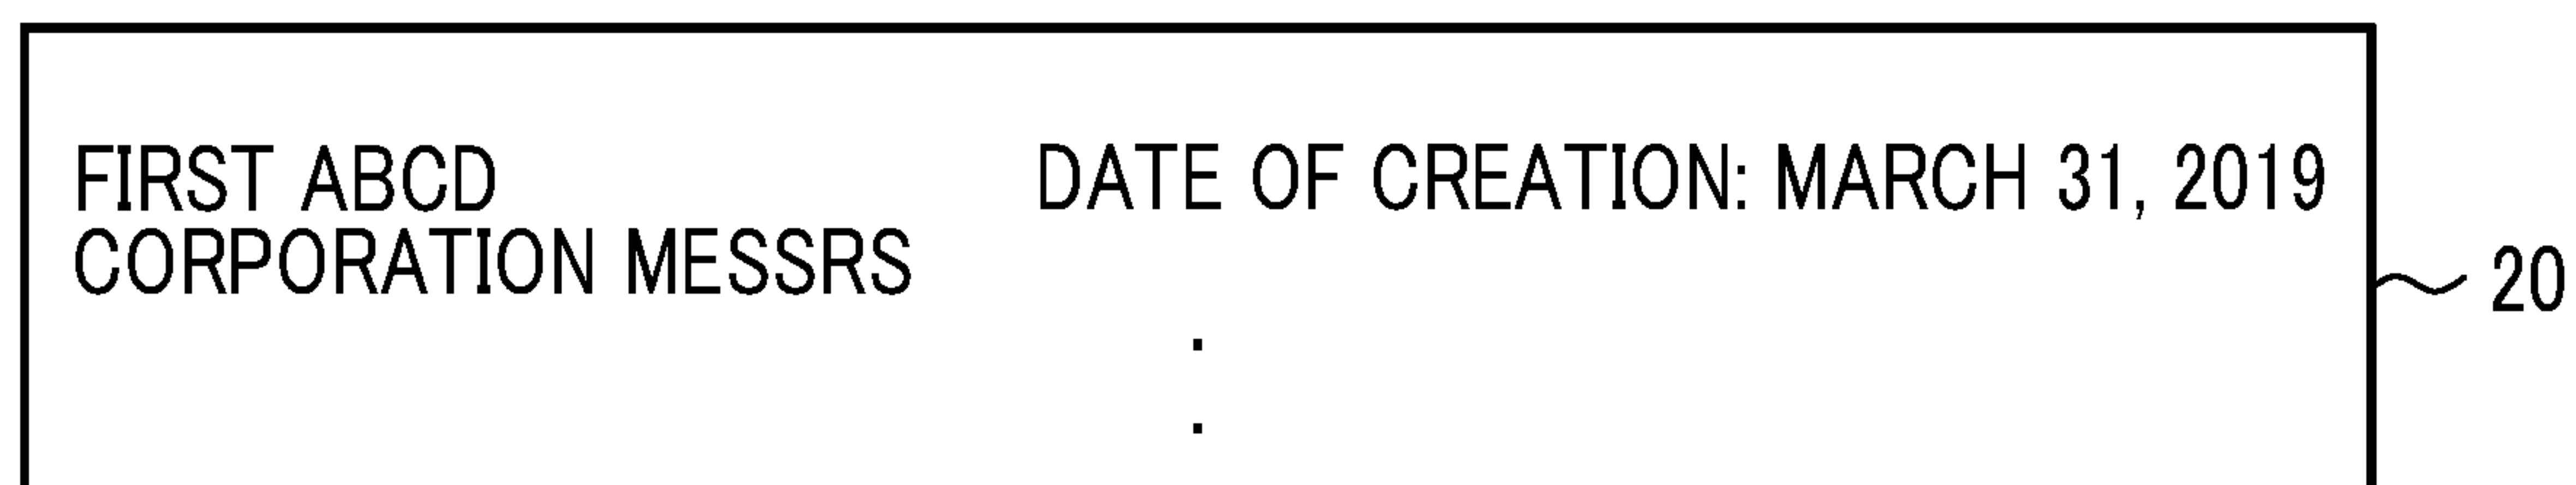 FIRST ABCD
CORPORATION MESSRS
DATE OF CREATION: MARCH 31, 2019
20